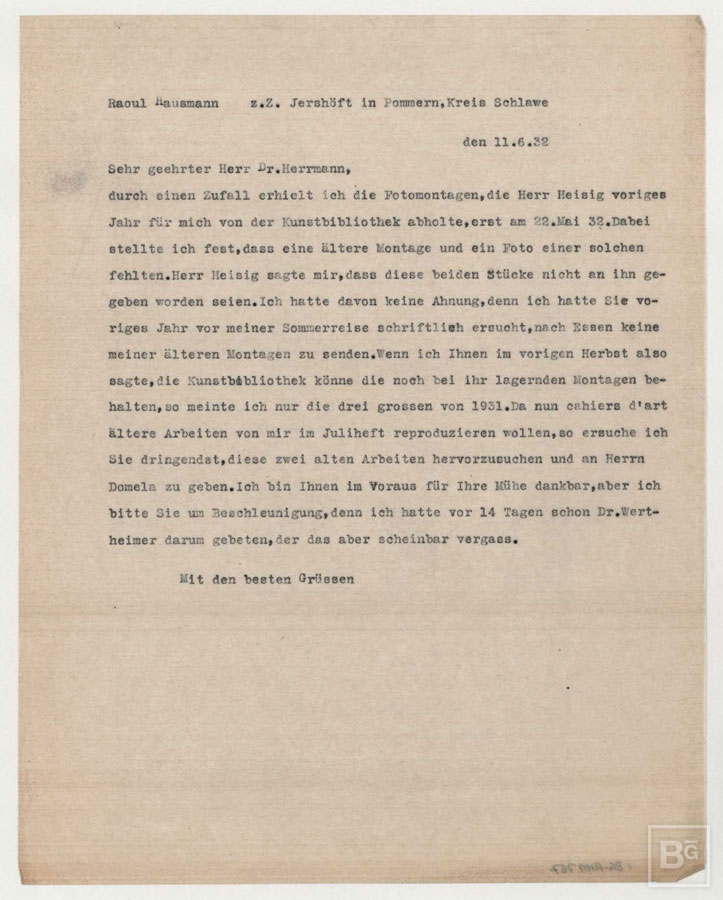 Raoul Hausmann    z.Z. Jershöft in Pommern,Kreis Schlawe
den 11.6.32
Sehr geehrter Herr Dr.Herrmann,
durch einen Zufall erhielt ich die Fotomontagen,die Herr Heisig voriges
Jahr für mich von der Kunstbibliothek abholte,erst am 22.Mai 32.Dabei
stellte ich fest,dass eine ältere Montage und ein Foto einer solchen
fehlten.Herr Heisig sagte mir,dass diese beiden Stücke nicht an ihn ge-
geben worden seien.Ich hatte davon keine Ahnung,denn ich hatte Sie vo-
riges Jahr vor meiner Sommerreise schriftlich ersucht,nach Essen keine
meiner älteren Montagen zu senden.Wenn ich Ihnen im vorigen Herbst also
sagte,die Kunstbibliothek könne die noch bei ihr lagernden Montagen be-
halten,so meinte ich nur die drei grossen von 1931.Da nun cahiers d'art
ältere Arbeiten von mir im Juliheft reproduzieren wollen,so ersuche ich
Sie dringendst,diese zwei alten Arbeiten hervorzusuchen und an Herrn
Domela zu geben.Ich bin Ihnen im Voraus für Ihre Mühe dankbar,aber ich
bitte Sie um Beschleunigung,denn ich hatte vor 14 Tagen schon Dr.Wert-
heimer darum gebeten,der das aber scheinbar vergass.
Mit den besten Grüssen
BG